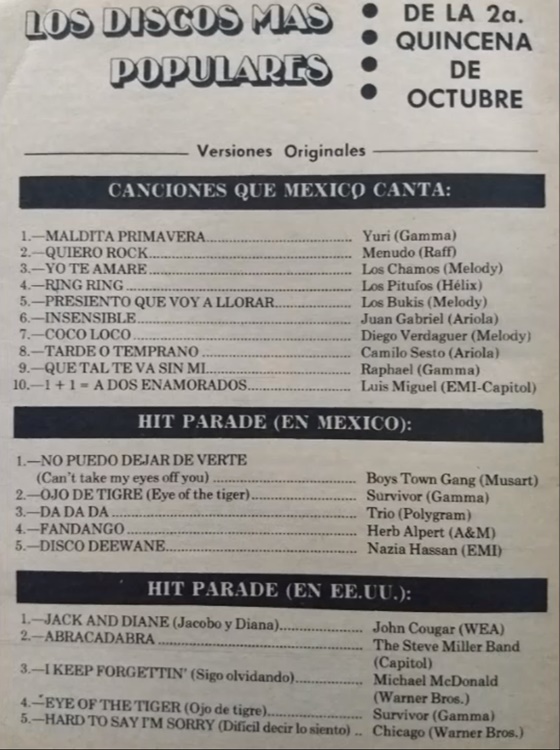 LOS DISCOS MAS
POPULARES
DE LA 2a.
QUINCENA
DE
OCTUBRE
Versiones Originales
CANCIONES QUE MEXICO CANTA:
1.—MALDITA PRIMAVERA........................ Yuri (Gamma)
2.—QUIERO ROCK........................ Menudo (Raff)
3.—YO TE AMARE........................ Los Chamos (Melody)
4.—RING RING........................ Los Pitufos (Hélix)
5.—PRESIENTO QUE VOY A LLORAR........................ Los Bukis (Melody)
6.—INSENSIBLE........................ Juan Gabriel (Ariola)
7.—COCO LOCO........................ Diego Verdaguer (Melody)
8.—TARDE O TEMPRANO........................ Camilo Sesto (Ariola)
9.—QUE TAL TE VA SIN MI........................ Raphael (Gamma)
10.—1 + 1 = A DOS ENAMORADOS........................ Luis Miguel (EMI-Capitol)
HIT PARADE (EN MEXICO):
1.—NO PUEDO DEJAR DE VERTE
(Can't take my eyes off you)........................ Boys Town Gang (Musart)
2.—OJO DE TIGRE (Eye of the tiger)........................ Survivor (Gamma)
3.—DA DA DA........................ Trio (Polygram)
4.—FANDANGO........................ Herb Alpert (A&M)
5.—DISCO DEEWANE........................ Nazia Hassan (EMI)
HIT PARADE (EN EE.UU.):
1.—JACK AND DIANE (Jacobo y Diana)........................ John Cougar (WEA)
2.—ABRACADABRA........................ The Steve Miller Band
(Capitol)
3.—I KEEP FORGETTIN' (Sigo olvidando)........................ Michael McDonald
(Warner Bros.)
4.—EYE OF THE TIGER (Ojo de tigre)........................ Survivor (Gamma)
5.—HARD TO SAY I'M SORRY (Difícil decir lo siento) .. Chicago (Warner Bros.)